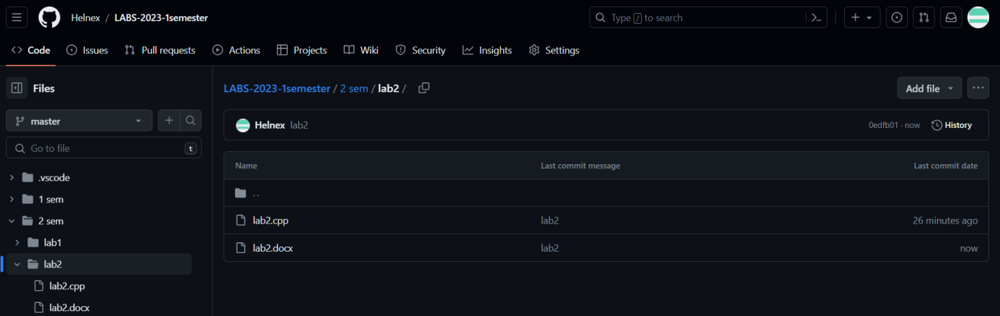 Helnex / LABS-2023-1semester
Type / to search
Code Issues Pull requests Actions Projects Wiki Security Insights Settings
Files
master
Go to file t
.vscode
1 sem
2 sem
lab1
lab2
lab2.cpp
lab2.docx
LABS-2023-1semester / 2 sem / lab2 /
Add file
Helnex lab2 0edfb01 · now History
Name Last commit message Last commit date
..
lab2.cpp lab2 26 minutes ago
lab2.docx lab2 now